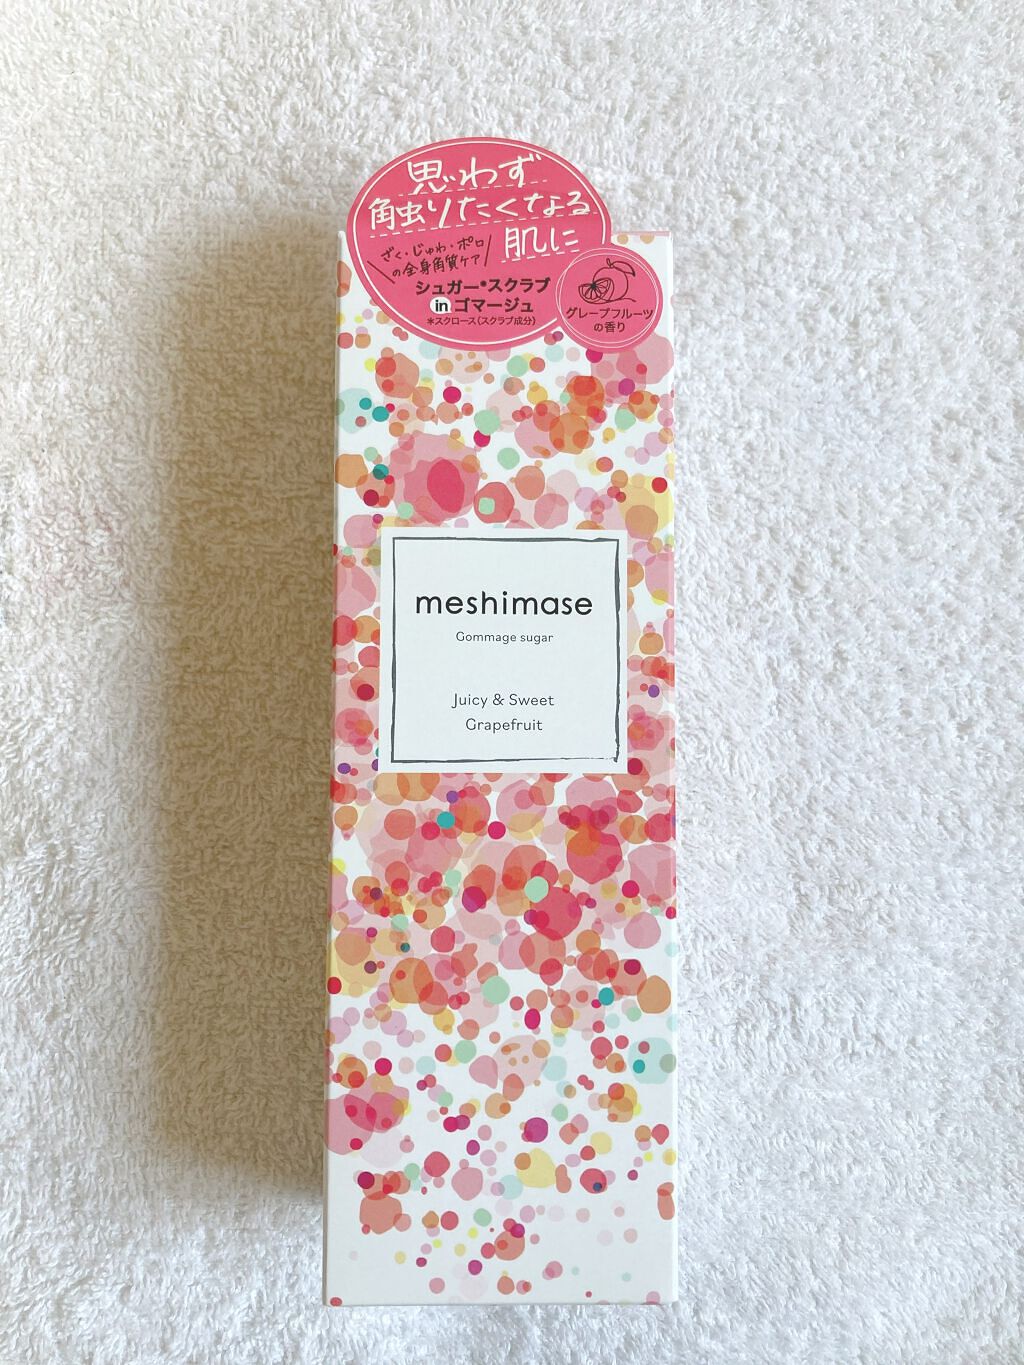 思わず
触りたくなる
肌に
ざく・じゅわ・ポロ
の全身角質ケア
シュガー*スクラブ
in ゴマージュ
*スクロース(スクラブ成分)
グレープフルーツ
の香り
meshimase
Gommage sugar
Juicy & Sweet
Grapefruit